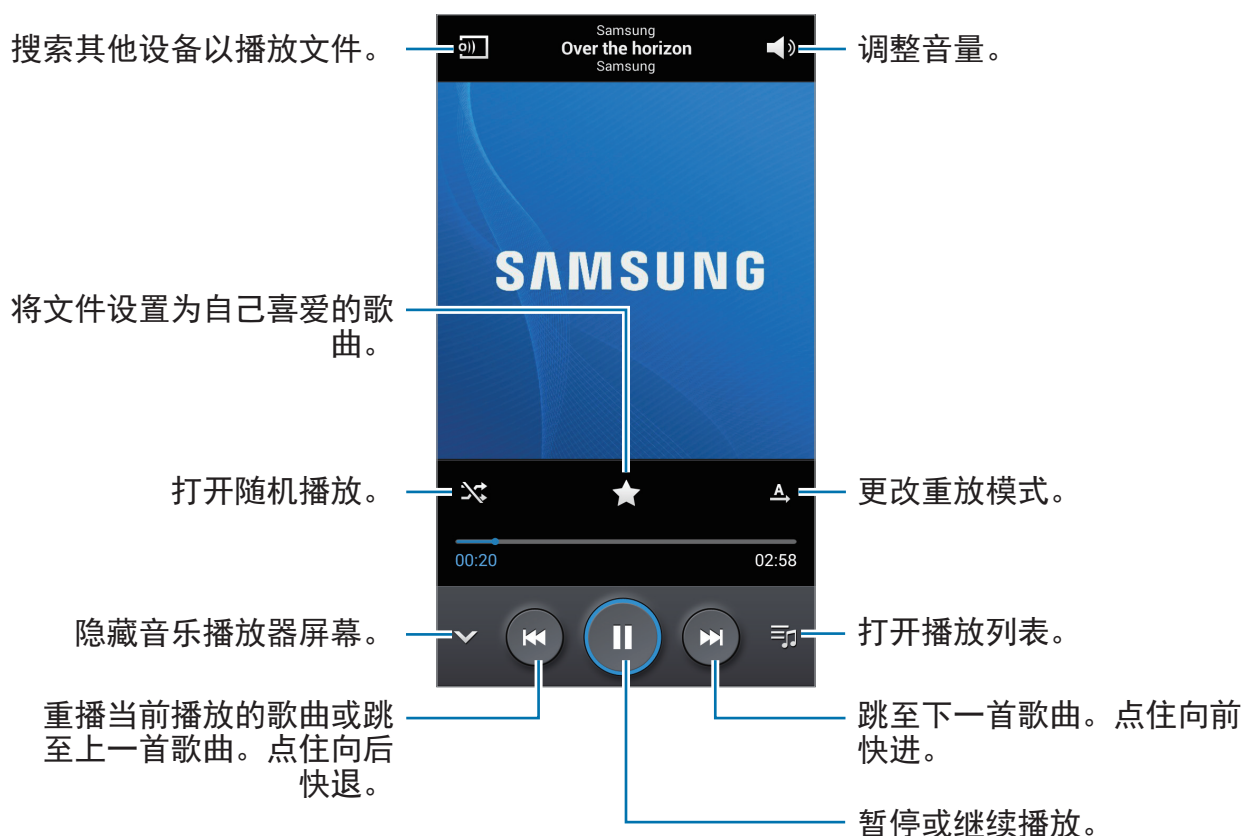 搜索其他设备以播放文件。
Samsung
Over the horizon
Samsung
调整音量。
SAMSUNG
将文件设置为自己喜爱的歌
曲。
打开随机播放。
A
更改重放模式。
00:20
02:58
隐藏音乐播放器屏幕。
打开播放列表。
重播当前播放的歌曲或跳
至上一首歌曲。点住向后
快退。
跳至下一首歌曲。点住向前
快进。
暂停或继续播放。